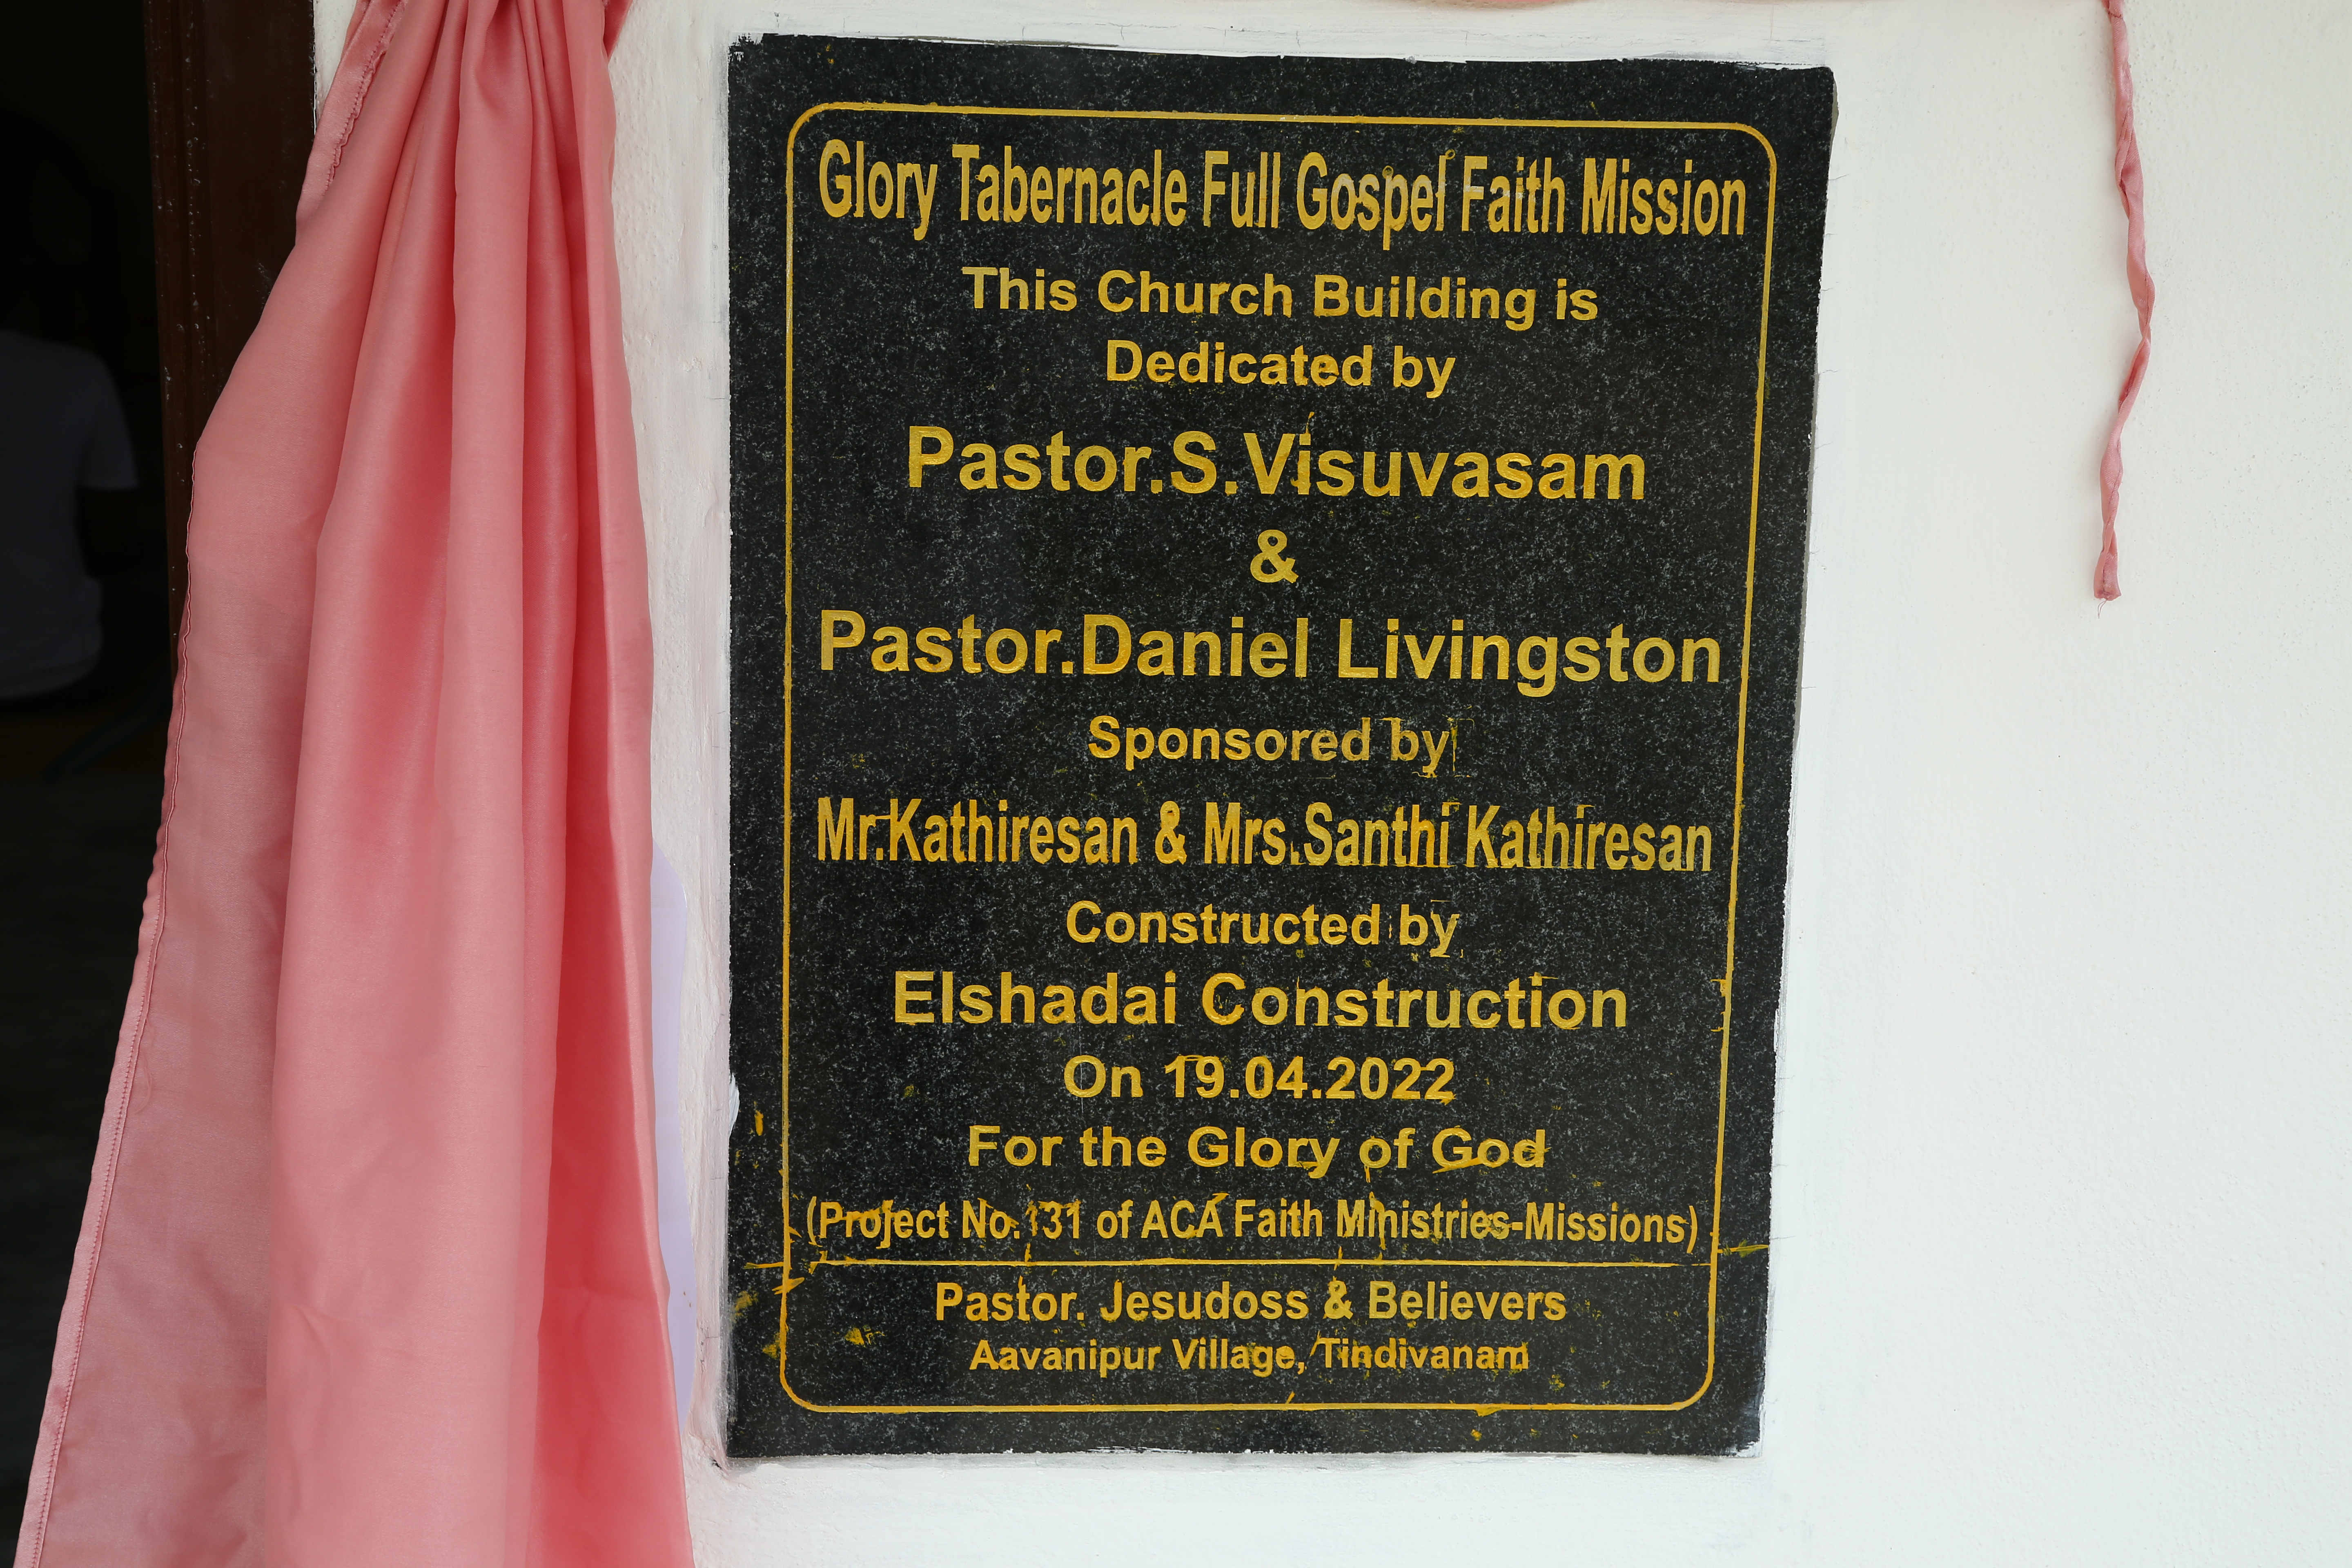 Glory Tabernacle Full Gospel Faith Mission
This Church Building is
Dedicated by
Pastor.S.Visuvasam
&
Pastor.Daniel Livingston
Sponsored by
Mr.Kathiresan & Mrs.Santhi Kathiresan
Constructed by
Elshadai Construction
On 19.04.2022
For the Glory of God
(Project No.131 of ACA Faith Ministries-Missions)
Pastor. Jesudoss & Believers
Aavanipur Village, Tindivanam